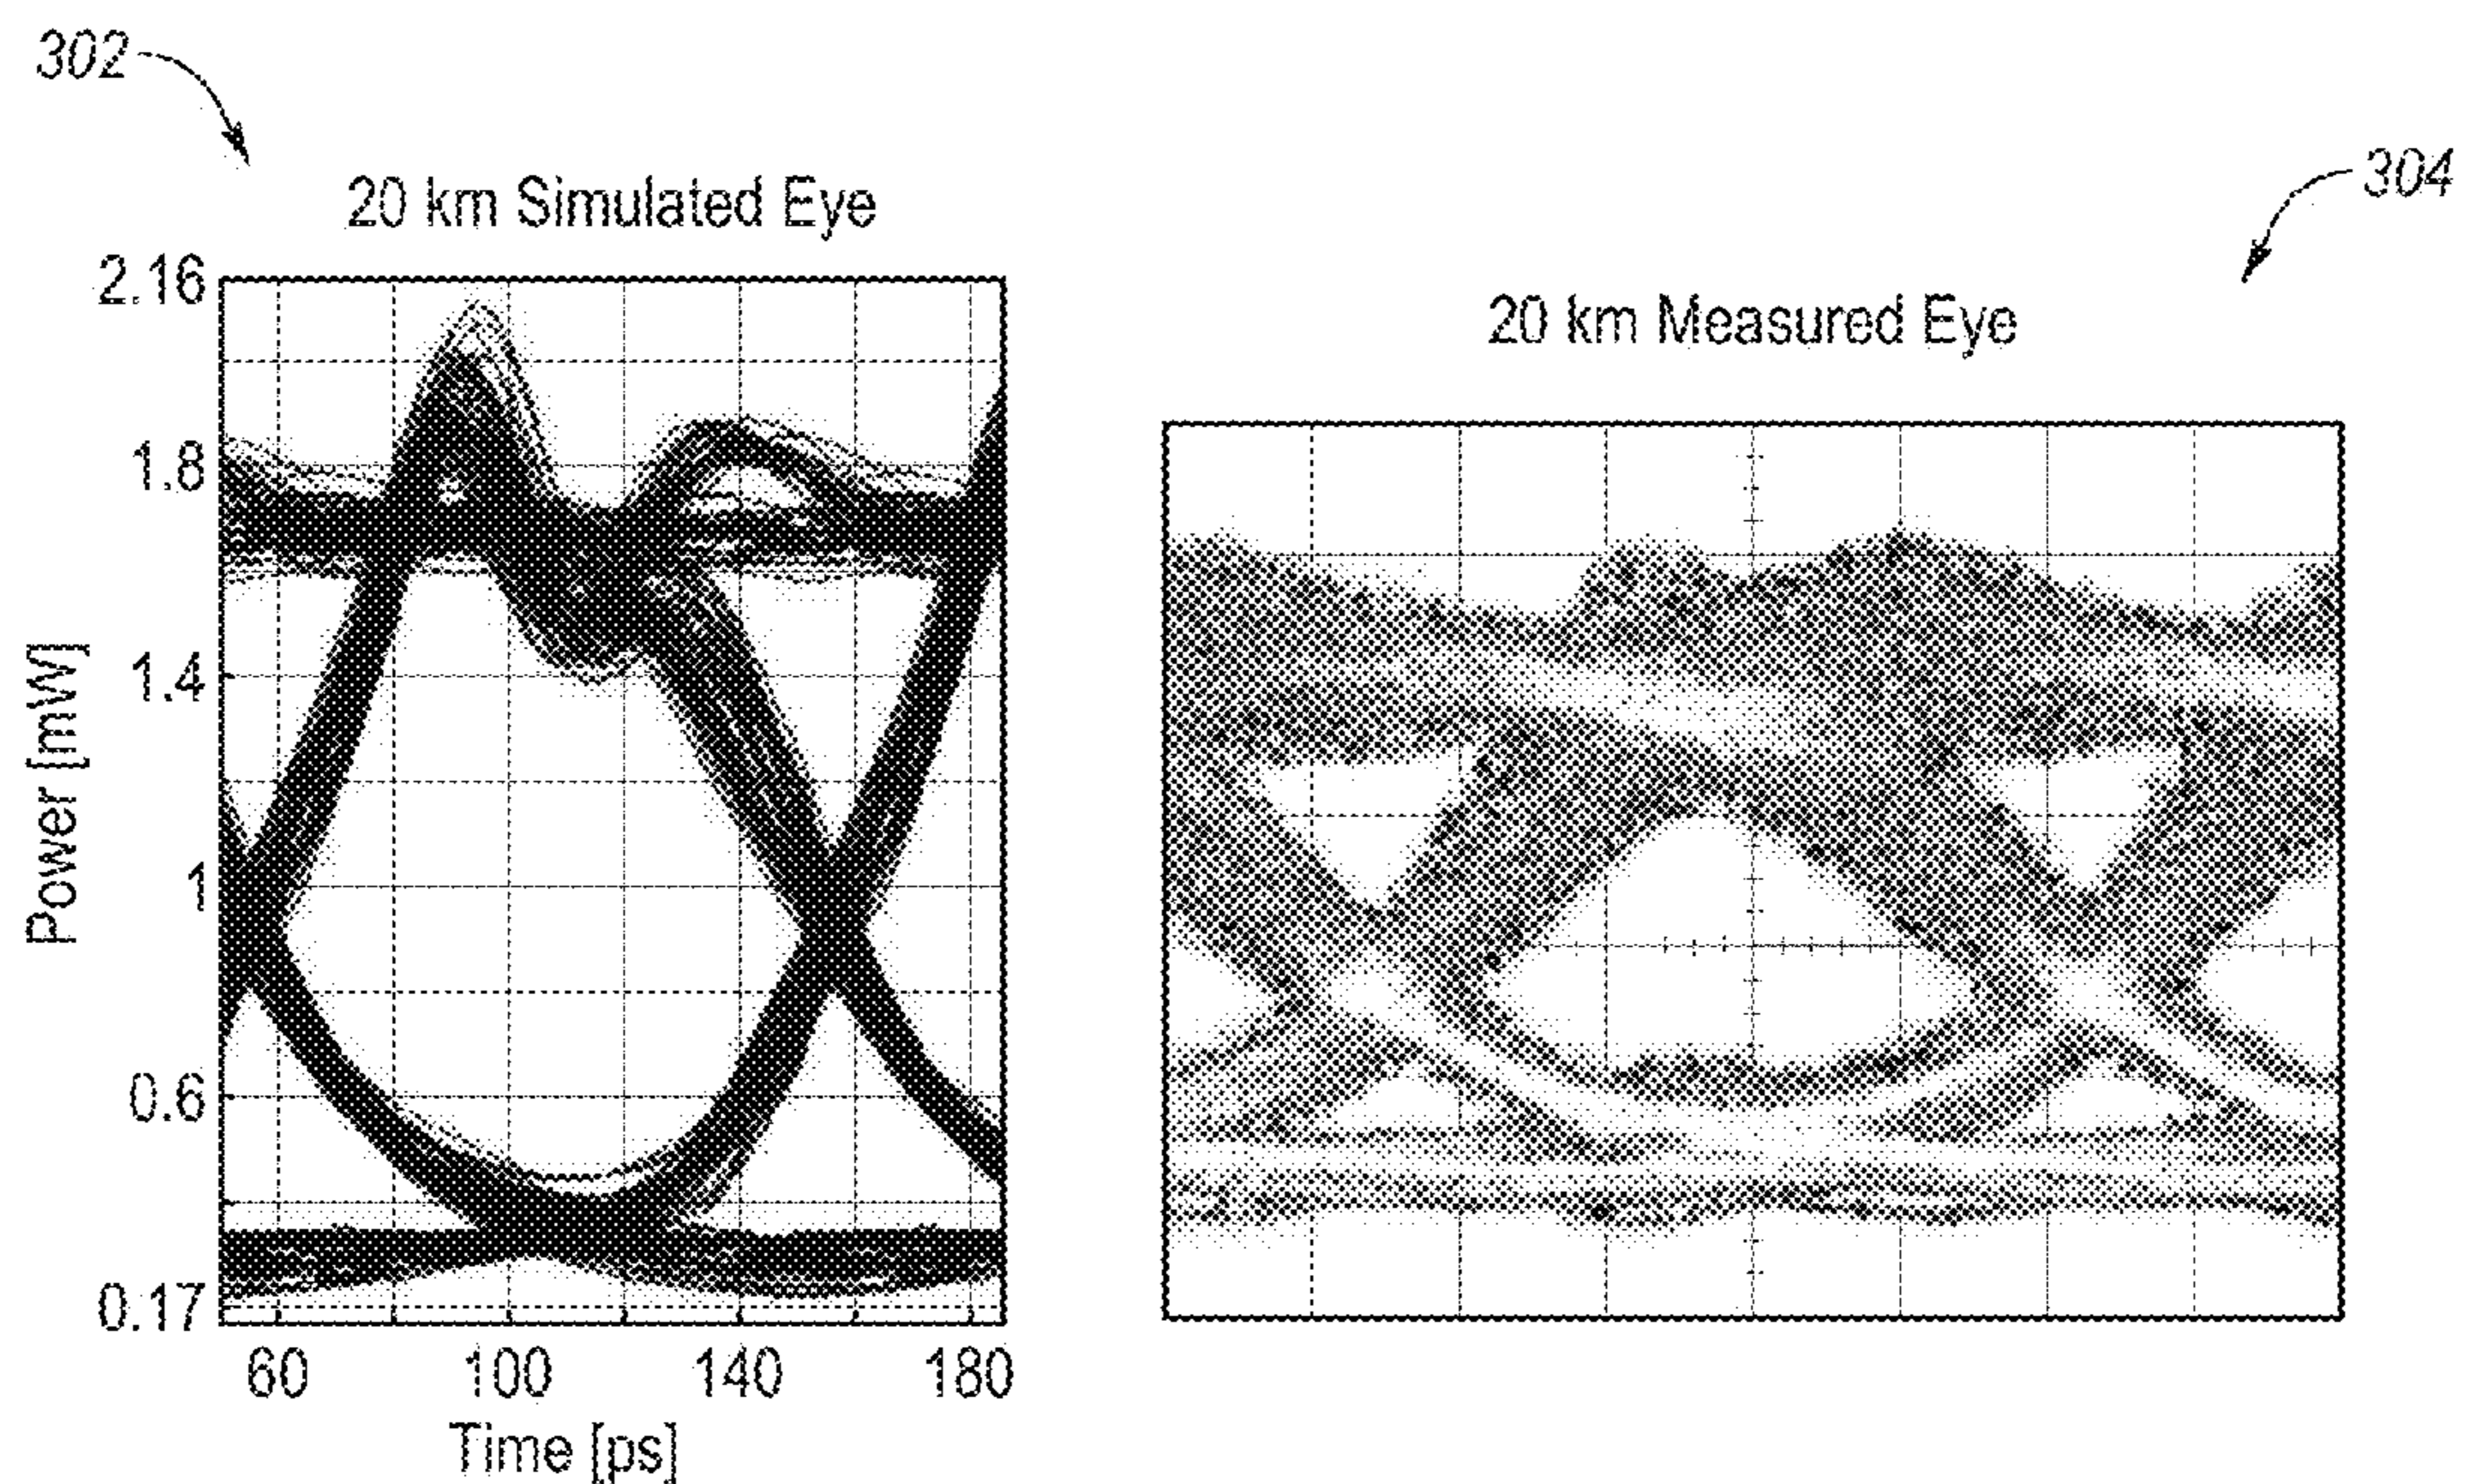 302
20 km Simulated Eye
2.16
1.8
1.4
1
0.6
0.17
Power [mW]
60 100 140 180
Time [ps]
304
20 km Measured Eye